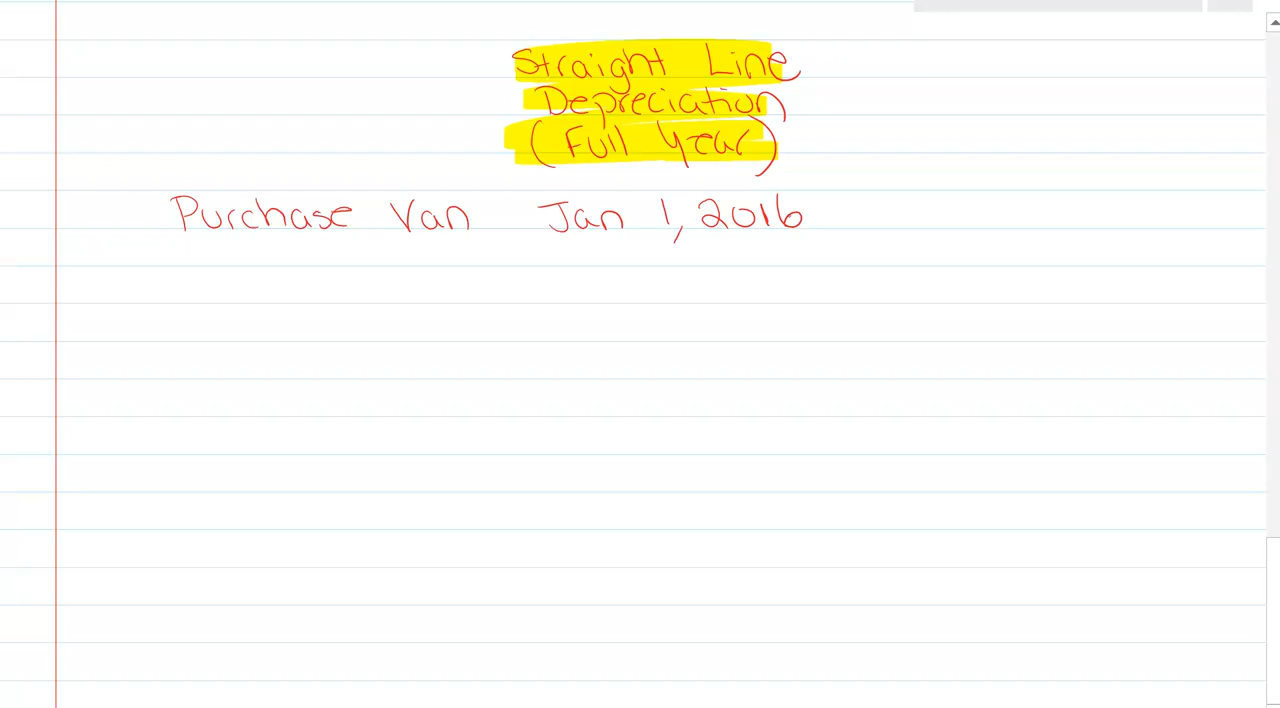 Straight Line
Depreciation
(Full Year)
Purchase Van Jan 1, 2016